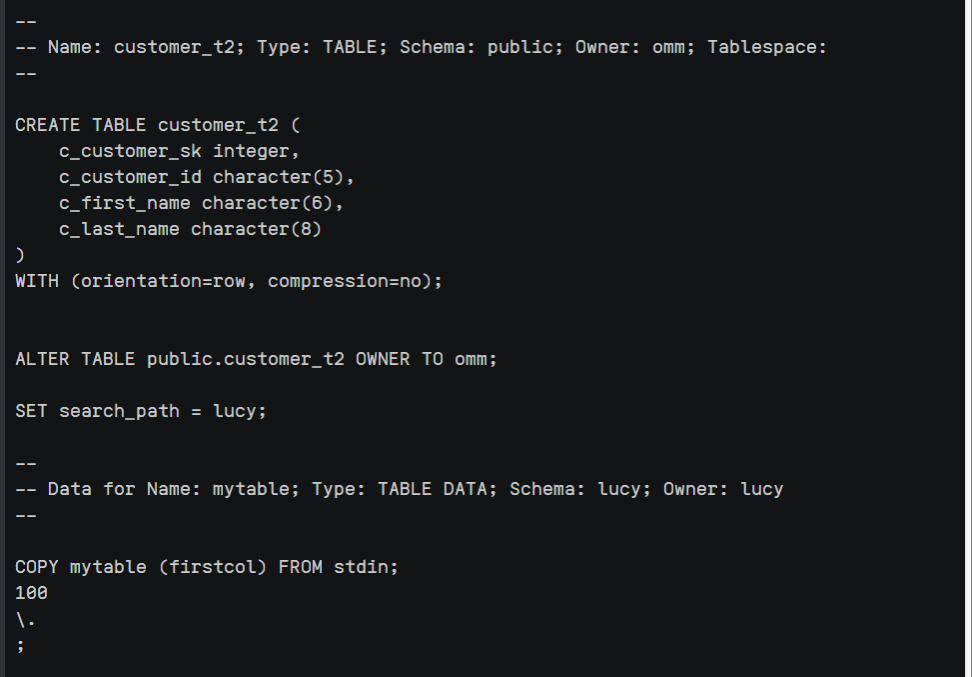 --
-- Name: customer_t2; Type: TABLE; Schema: public; Owner: omm; Tablespace:
--
CREATE TABLE customer_t2 (
    c_customer_sk integer,
    c_customer_id character(5),
    c_first_name character(6),
    c_last_name character(8)
)
WITH (orientation=row, compression=no);
ALTER TABLE public.customer_t2 OWNER TO omm;
SET search_path = lucy;
--
-- Data for Name: mytable; Type: TABLE DATA; Schema: lucy; Owner: lucy
--
COPY mytable (firstcol) FROM stdin;
100
\.
;